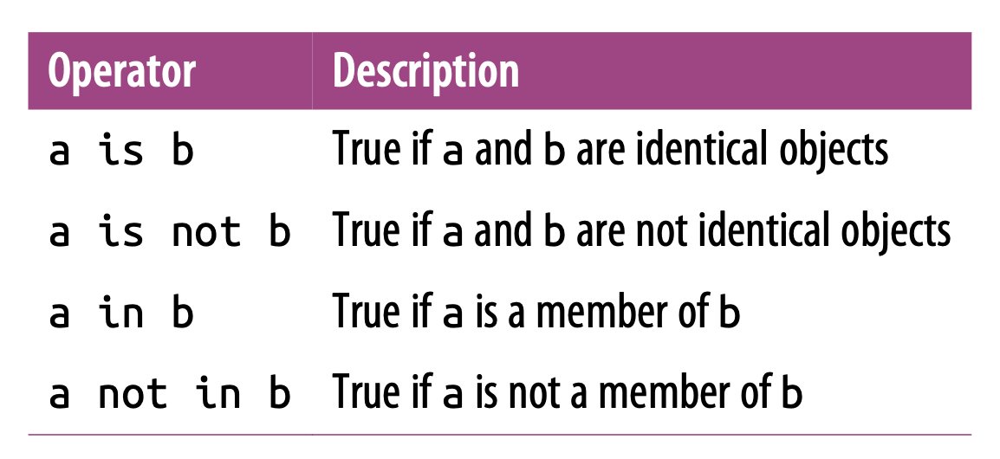 Operator Description
a is b True if a and b are identical objects
a is not b True if a and b are not identical objects
a in b True if a is a member of b
a not in b True if a is not a member of b